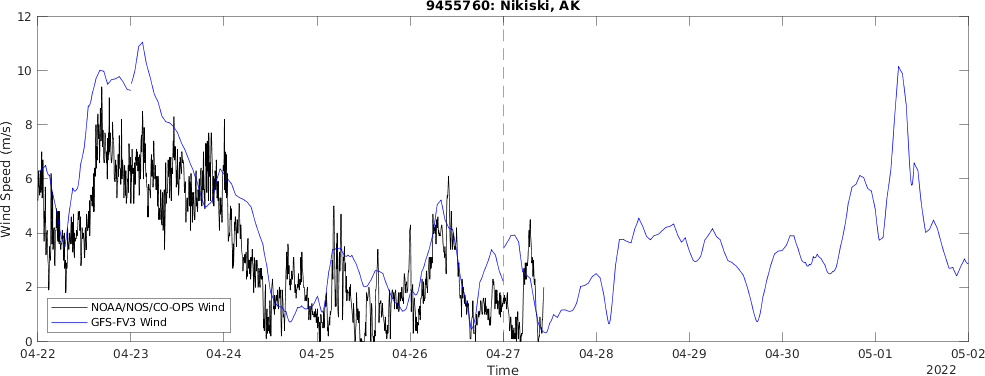 9455760: Nikiski, AK
12
10
8
6
4
2
0
Wind Speed (m/s)
NOAA/NOS/CO-OPS Wind
GFS-FV3 Wind
04-22 04-23 04-24 04-25 04-26 04-27 04-28 04-29 04-30 05-01 05-02
Time
2022